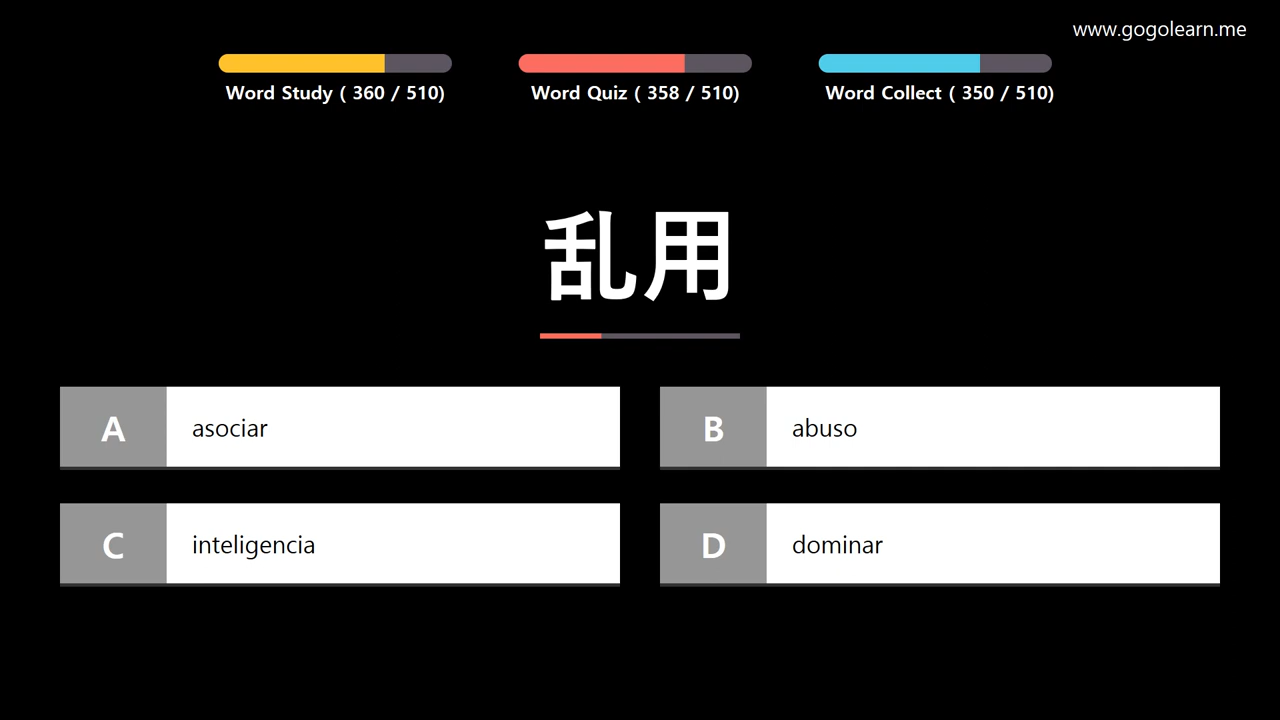 www.gogolearn.me
Word Study ( 360 / 510)
Word Quiz ( 358 / 510)
Word Collect ( 350 / 510)
乱用
A asociar
B abuso
C inteligencia
D dominar